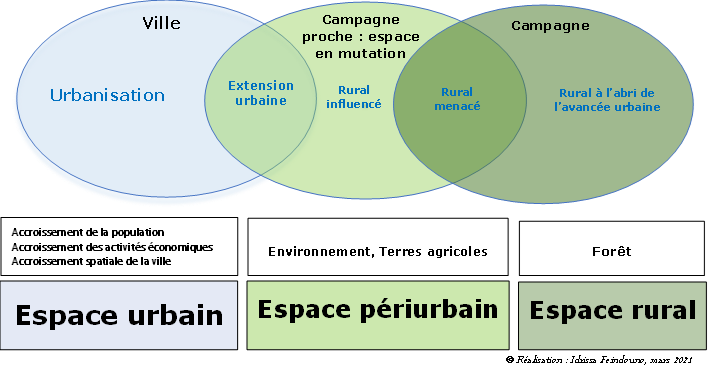 Ville
Campagne
proche : espace
en mutation
Campagne
Urbanisation
Extension
urbaine
Rural
influencé
Rural
menacé
Rural à l'abri de
l'avancée urbaine
Accroissement de la population
Accroissement des activités économiques
Accroissement spatiale de la ville
Environnement, Terres agricoles
Forêt
Espace urbain
Espace périurbain
Espace rural
© Réalisation : Idrissa Feindouno, mars 2021